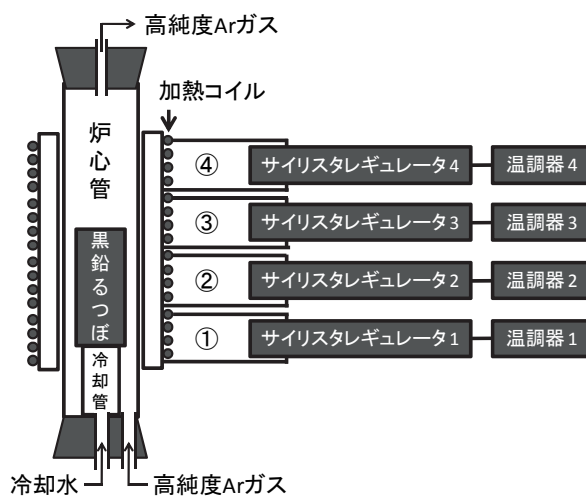 高純度Arガス
加熱コイル
炉心管
④
サイリスタレギュレータ4
温調器4
③
サイリスタレギュレータ3
温調器3
黒鉛るつぼ
②
サイリスタレギュレータ2
温調器2
①
サイリスタレギュレータ1
温調器1
冷却管
冷却水
高純度Arガス